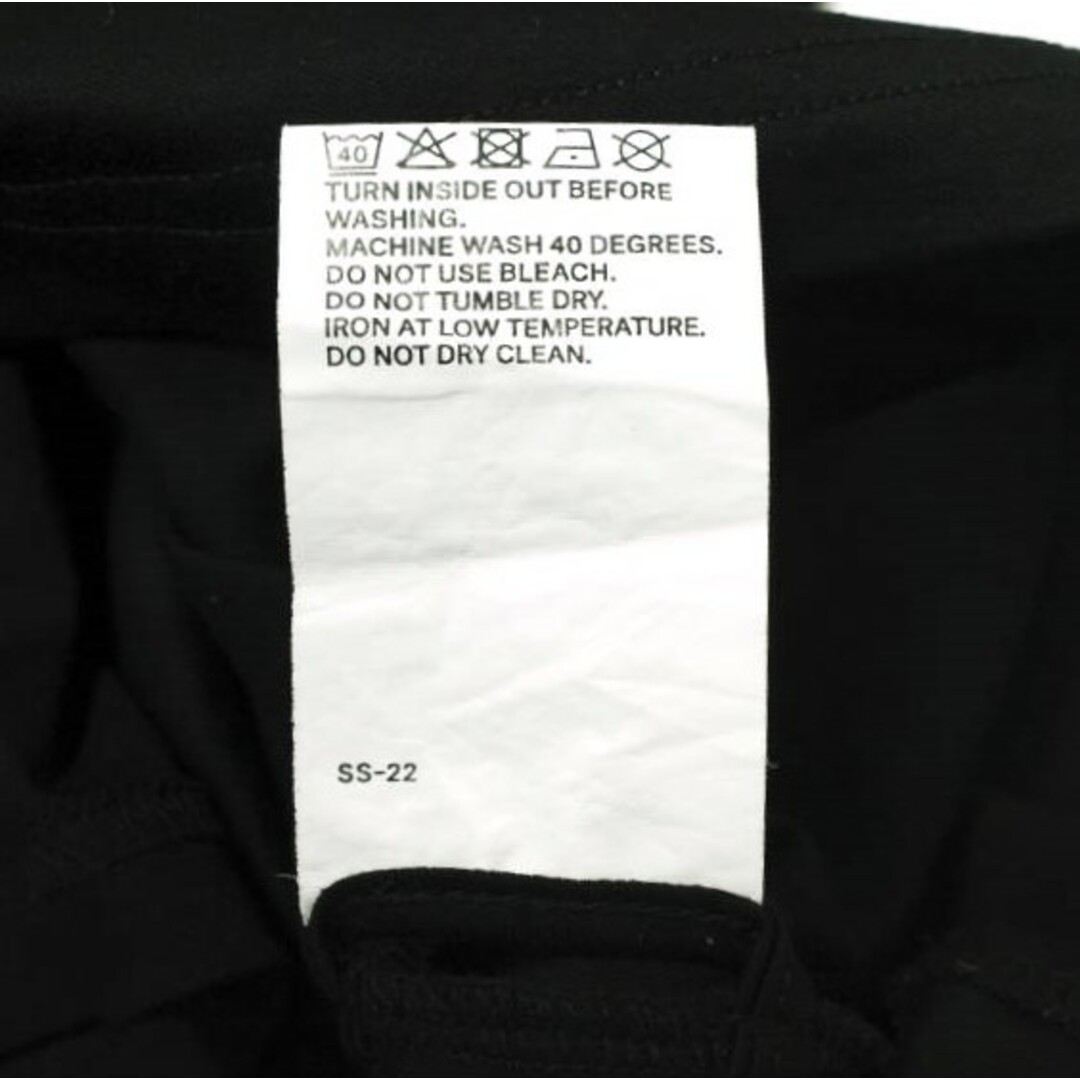 40
TURN INSIDE OUT BEFORE
WASHING.
MACHINE WASH 40 DEGREES.
DO NOT USE BLEACH.
DO NOT TUMBLE DRY.
IRON AT LOW TEMPERATURE.
DO NOT DRY CLEAN.
SS-22